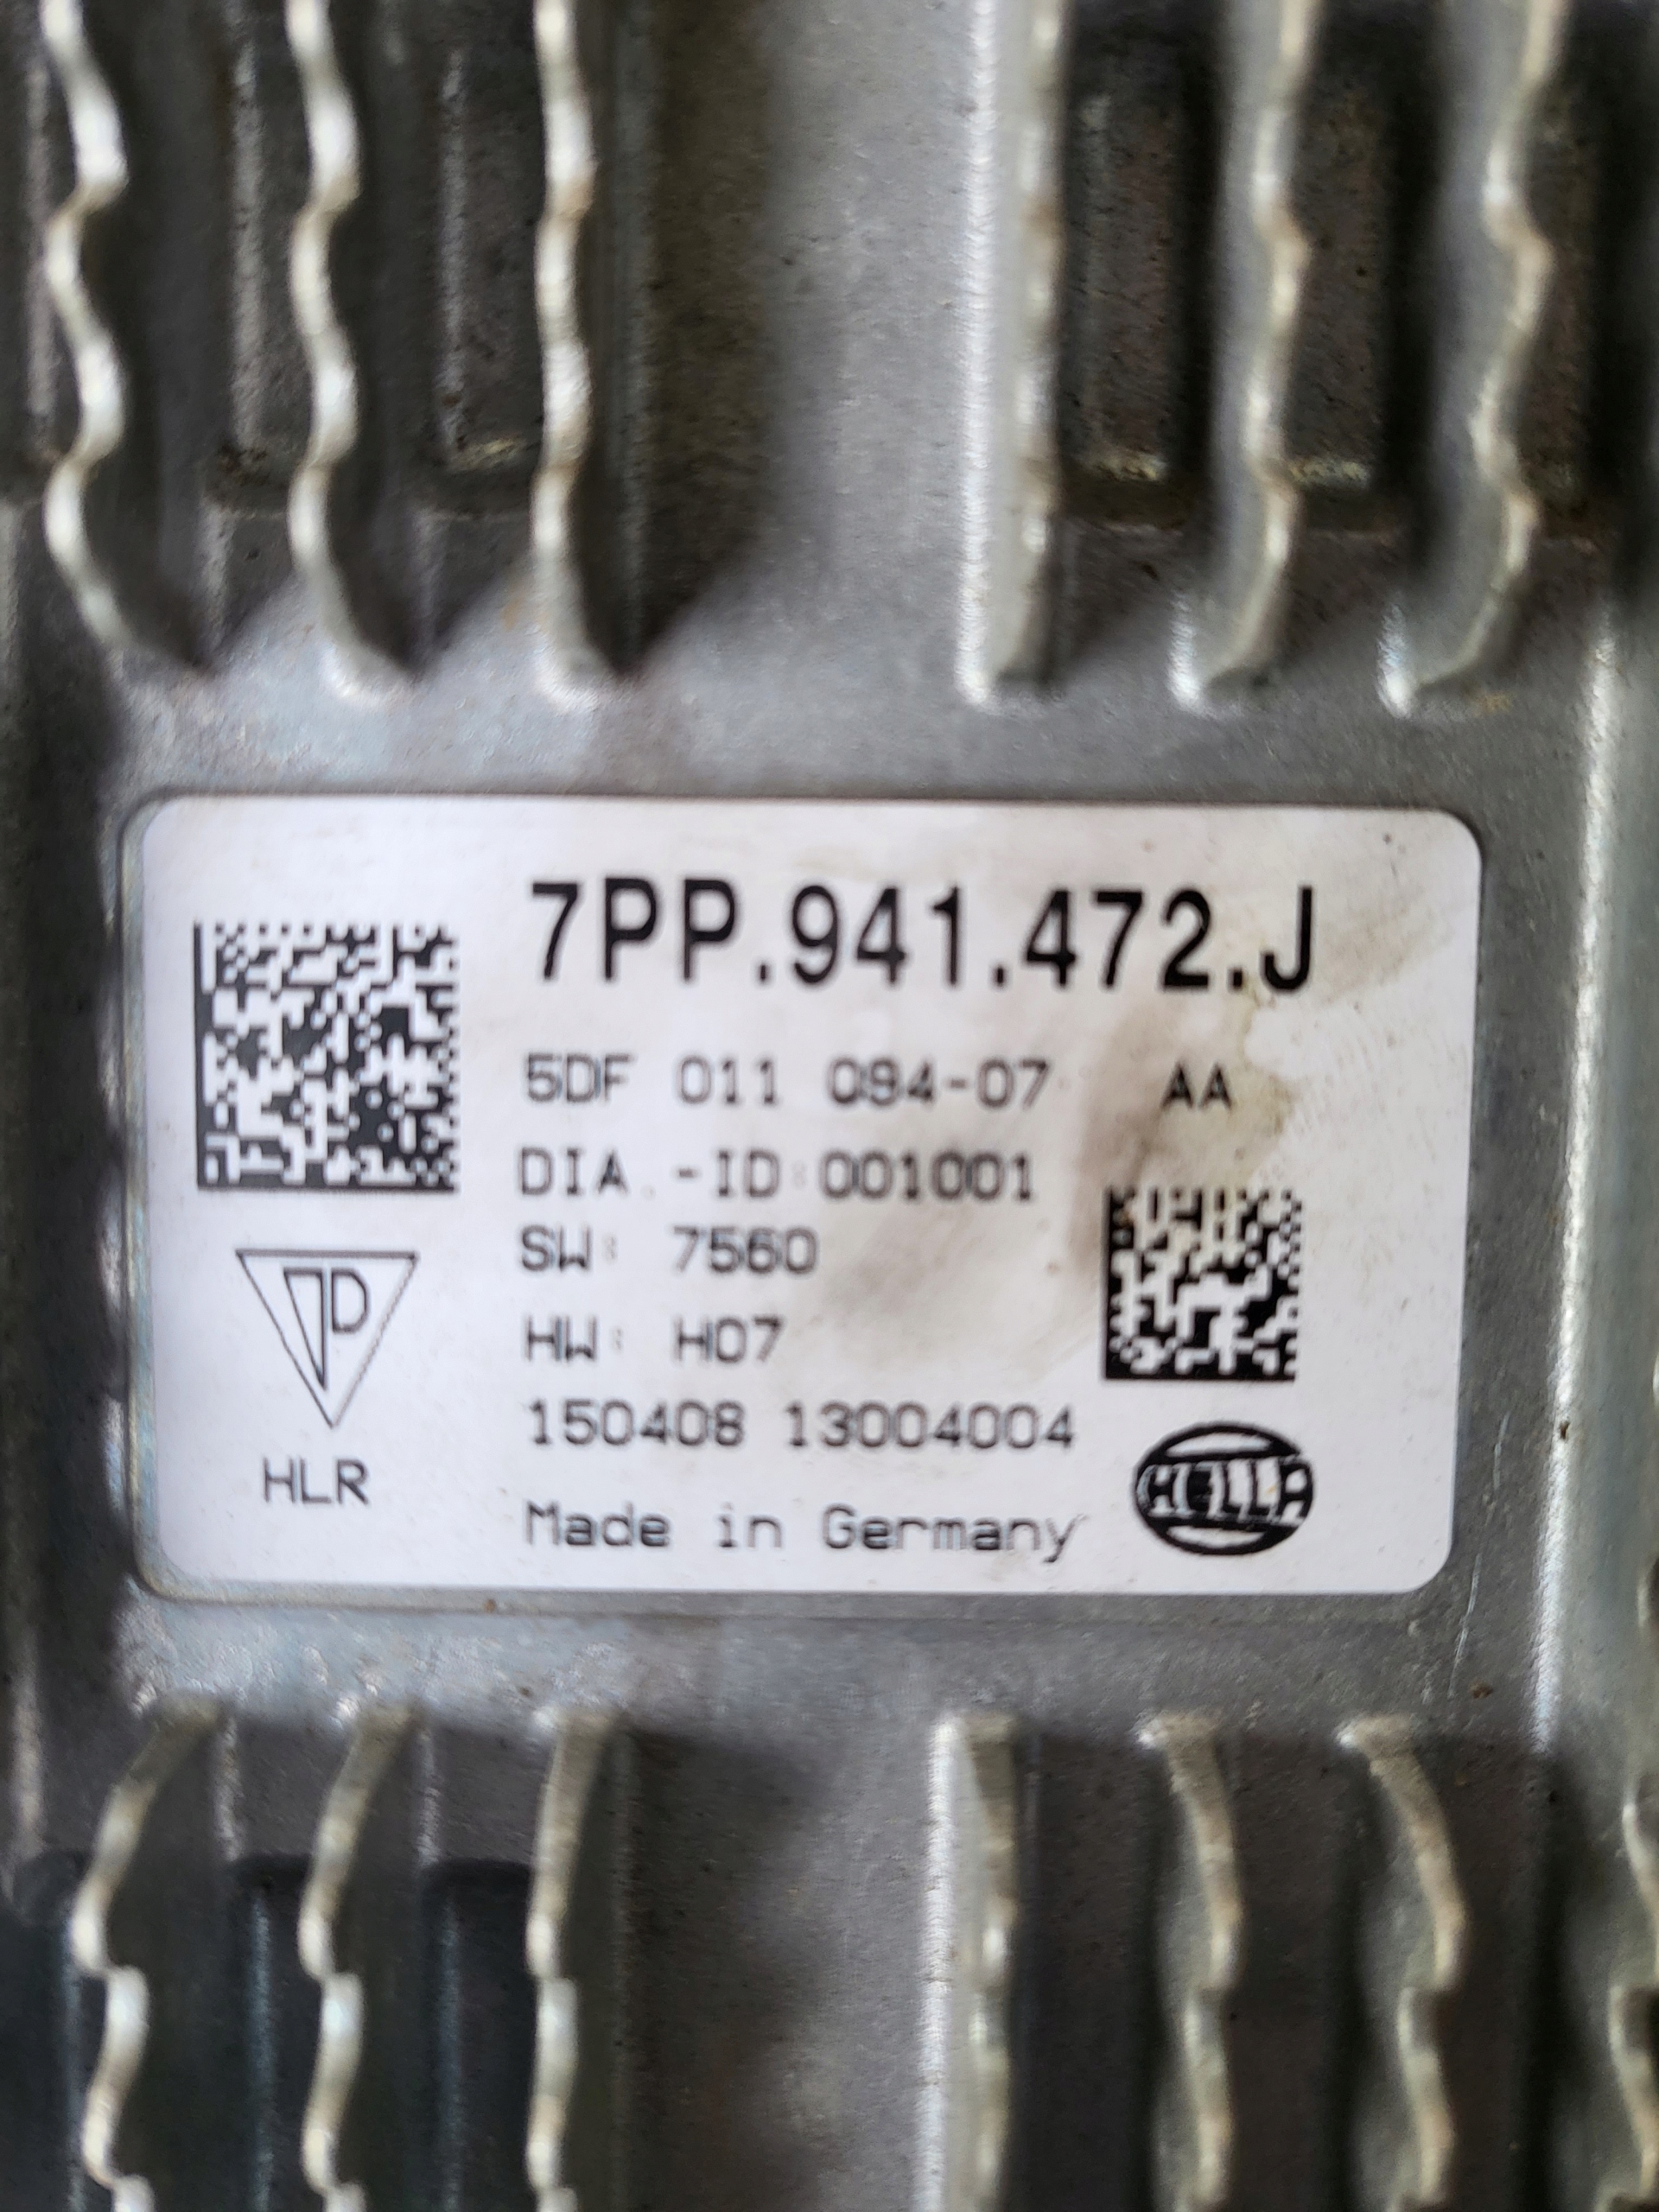 7PP.941.472.J
5DF 011 094-07 AA
DIA.-ID:001001
SW: 7560
HW: H07
150408 13004004
Made in Germany
HLR
HELLA